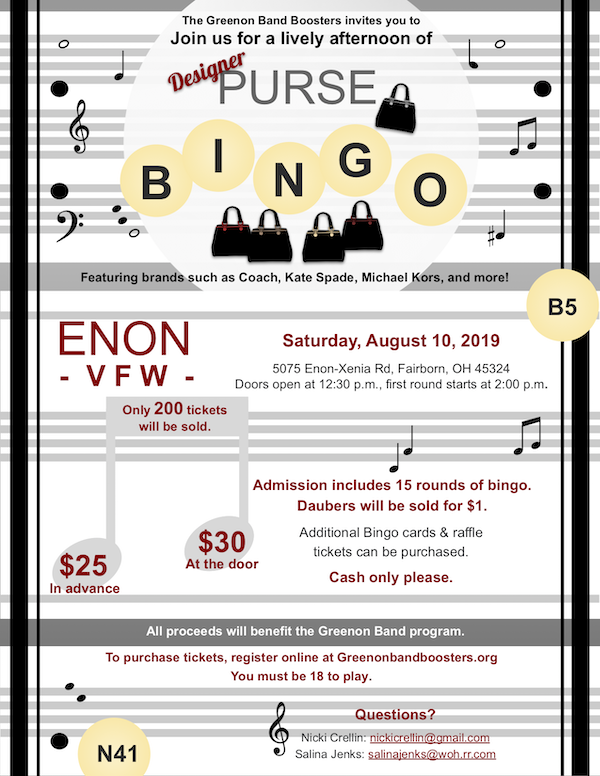 The Greenon Band Boosters invites you to
Join us for a lively afternoon of
Designer
PURSE
BINGO
Featuring brands such as Coach, Kate Spade, Michael Kors, and more!
B5
ENON
- VFW -
Saturday, August 10, 2019
5075 Enon-Xenia Rd, Fairborn, OH 45324
Doors open at 12:30 p.m., first round starts at 2:00 p.m.
Only 200 tickets
will be sold.
Admission includes 15 rounds of bingo.
Daubers will be sold for $1.
Additional Bingo cards & raffle
tickets can be purchased.
Cash only please.
$30
At the door
$25
In advance
All proceeds will benefit the Greenon Band program.
To purchase tickets, register online at Greenonbandboosters.org
You must be 18 to play.
Questions?
Nicki Crellin: nickicrellin@gmail.com
Salina Jenks: salinajenks@woh.rr.com
N41